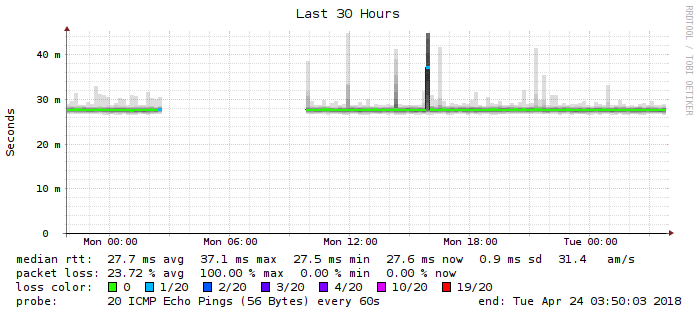 Last 30 Hours
RRDTOOL / TOBI OETIKER
Seconds
40 m
30 m
20 m
10 m
0
Mon 00:00 Mon 06:00 Mon 12:00 Mon 18:00 Tue 00:00
median rtt: 27.7 ms avg 37.1 ms max 27.5 ms min 27.6 ms now 0.9 ms sd 31.4 am/s
packet loss: 23.72 % avg 100.00 % max 0.00 % min 0.00 % now
loss color: 0 1/20 2/20 3/20 4/20 10/20 19/20
probe: 20 ICMP Echo Pings (56 Bytes) every 60s end: Tue Apr 24 03:50:03 2018